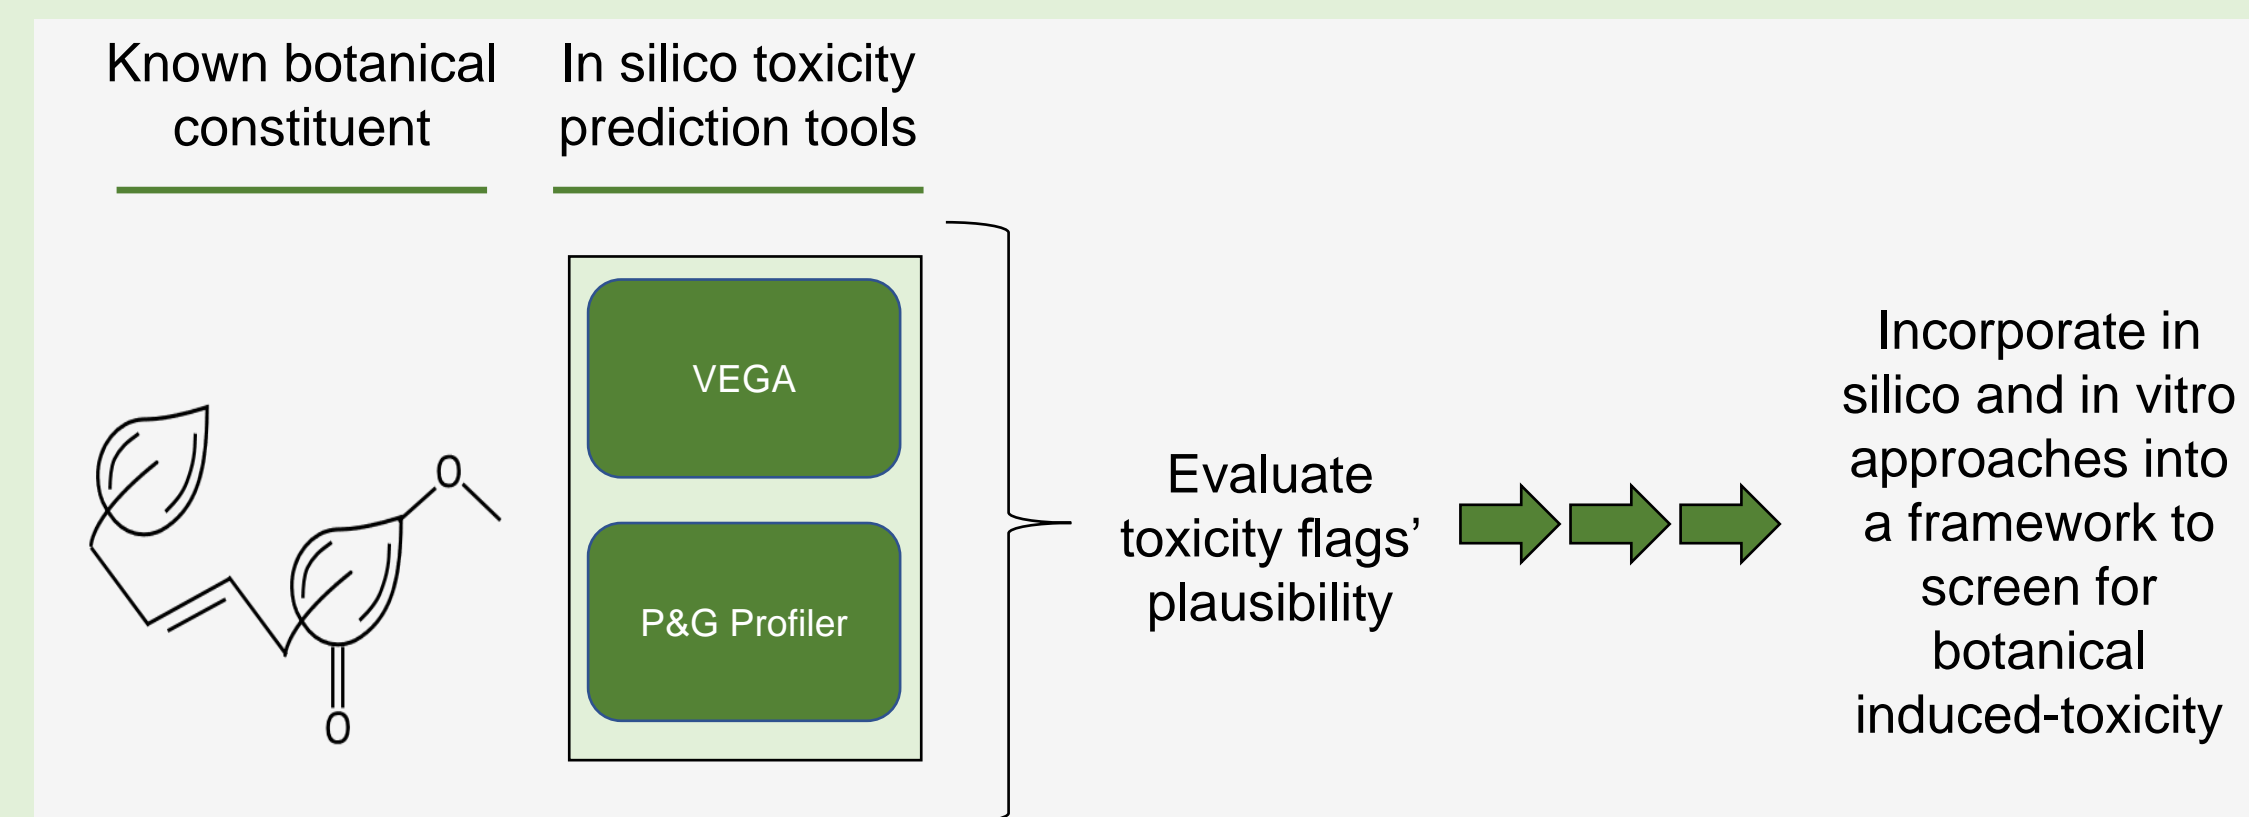 Known botanical
constituent
In silico toxicity
prediction tools
VEGA
P&G Profiler
O
O
Evaluate
toxicity flags’
plausibility
Incorporate in
silico and in vitro
approaches into
a framework to
screen for
botanical
induced-toxicity